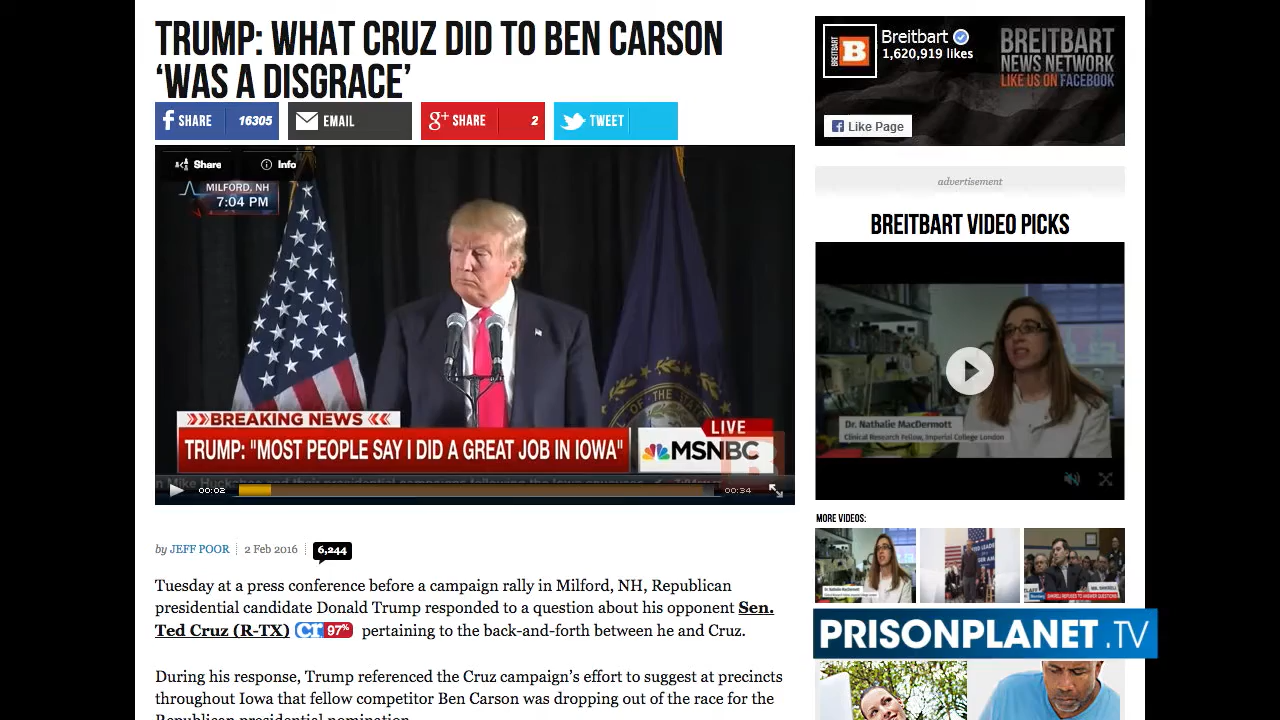 TRUMP: WHAT CRUZ DID TO BEN CARSON
‘WAS A DISGRACE’
SHARE 16305
EMAIL
g+ SHARE 2
TWEET
Share
Info
MILFORD, NH
7:04 PM
BREAKING NEWS
LIVE
TRUMP: "MOST PEOPLE SAY I DID A GREAT JOB IN IOWA"
MSNBC
00:02
00:34
by JEFF POOR
2 Feb 2016
6,244
Tuesday at a press conference before a campaign rally in Milford, NH, Republican
presidential candidate Donald Trump responded to a question about his opponent Sen.
Ted Cruz (R-TX) cr 97% pertaining to the back-and-forth between he and Cruz.
During his response, Trump referenced the Cruz campaign’s effort to suggest at precincts
throughout Iowa that fellow competitor Ben Carson was dropping out of the race for the
Republican presidential nomination.
BREITBART
Breitbart
1,620,919 likes
BREITBART
NEWS NETWORK
LIKE US ON FACEBOOK
Like Page
advertisement
BREITBART VIDEO PICKS
Dr. Nathalie MacDermott
Clinical Research Fellow, Imperial College London
MORE VIDEOS:
PRISONPLANET.TV